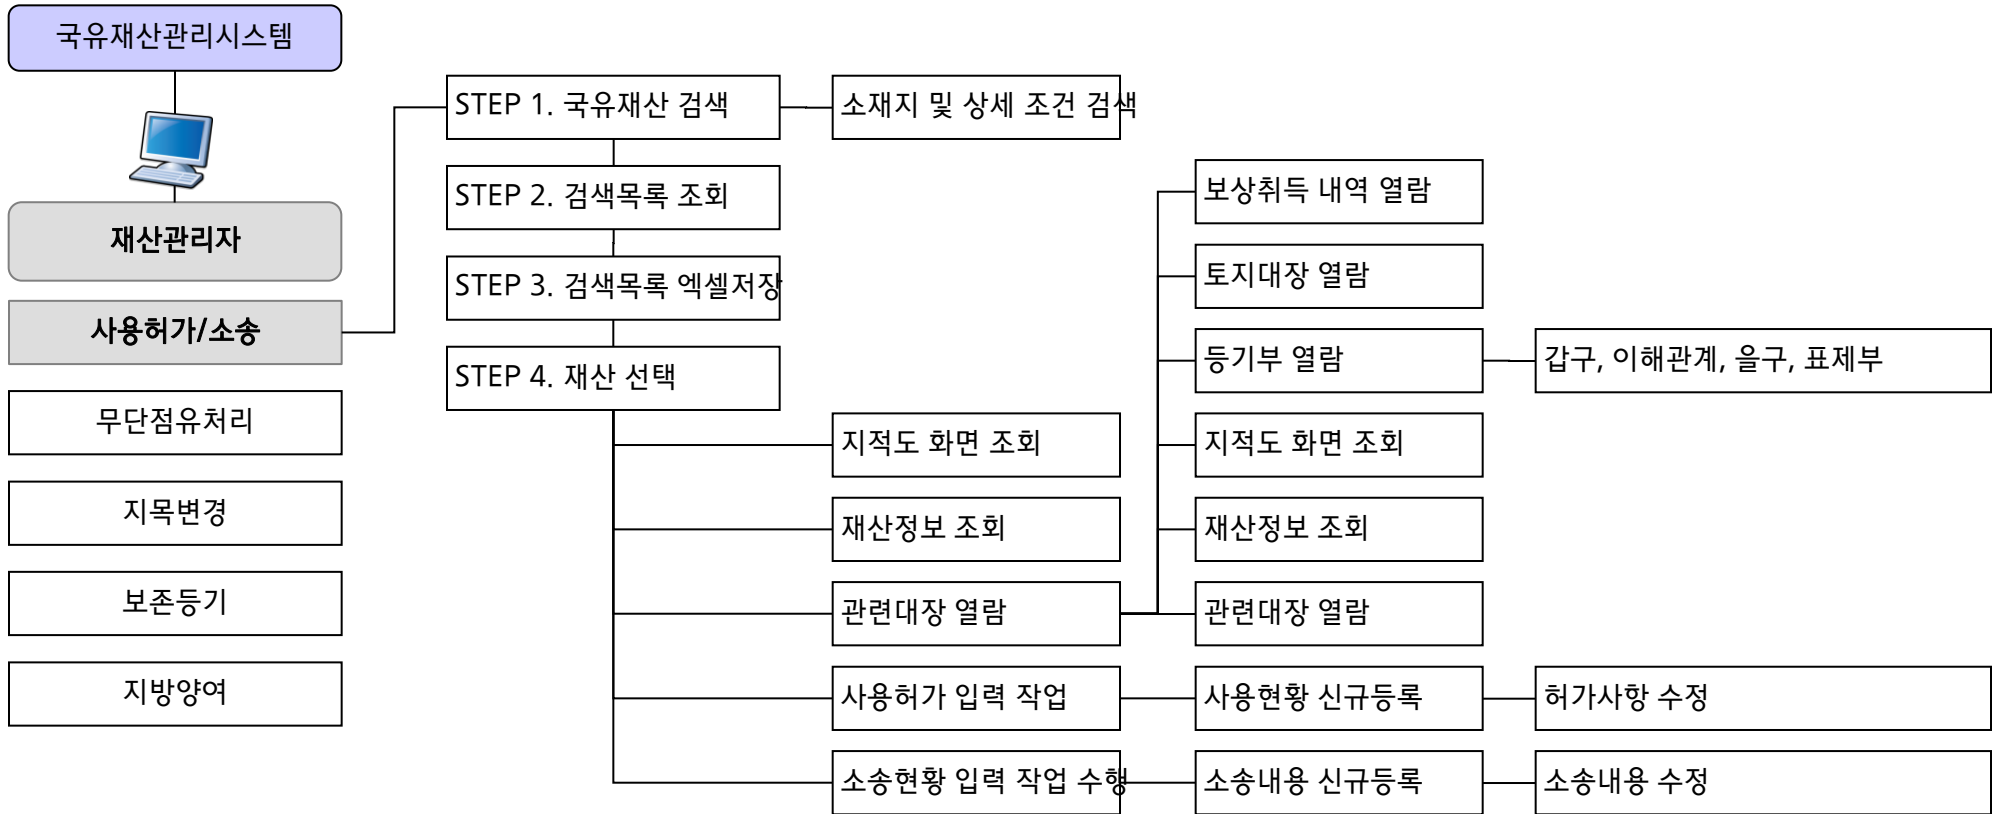 국유재산관리시스템
재산관리자
사용허가/소송
무단점유처리
지목변경
보존등기
지방양여
STEP 1. 국유재산 검색
소재지 및 상세 조건 검색
STEP 2. 검색목록 조회
STEP 3. 검색목록 엑셀저장
STEP 4. 재산 선택
지적도 화면 조회
재산정보 조회
관련대장 열람
보상취득 내역 열람
토지대장 열람
등기부 열람
갑구, 이해관계, 을구, 표제부
지적도 화면 조회
재산정보 조회
관련대장 열람
사용허가 입력 작업
사용현황 신규등록
허가사항 수정
소송현황 입력 작업 수행
소송내용 신규등록
소송내용 수정